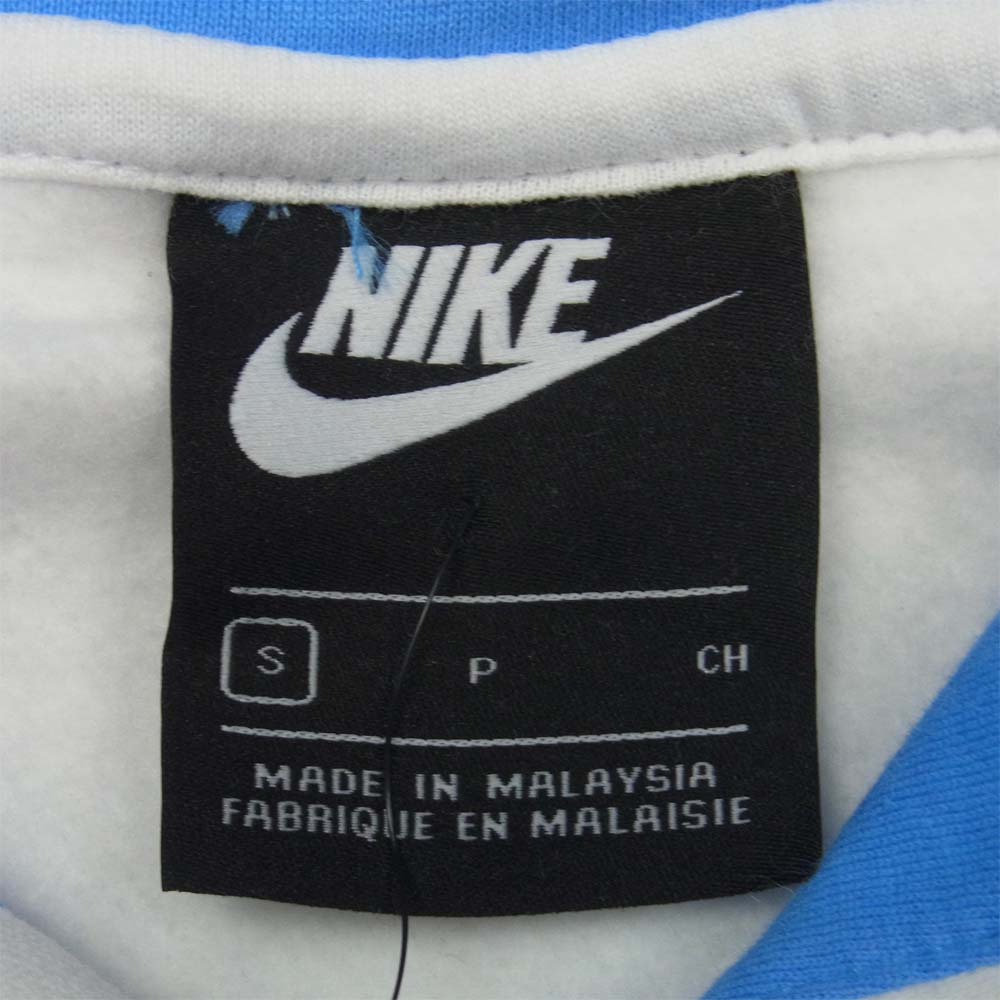 NIKE
S P CH
MADE IN MALAYSIA
FABRIQUE EN MALAISIE